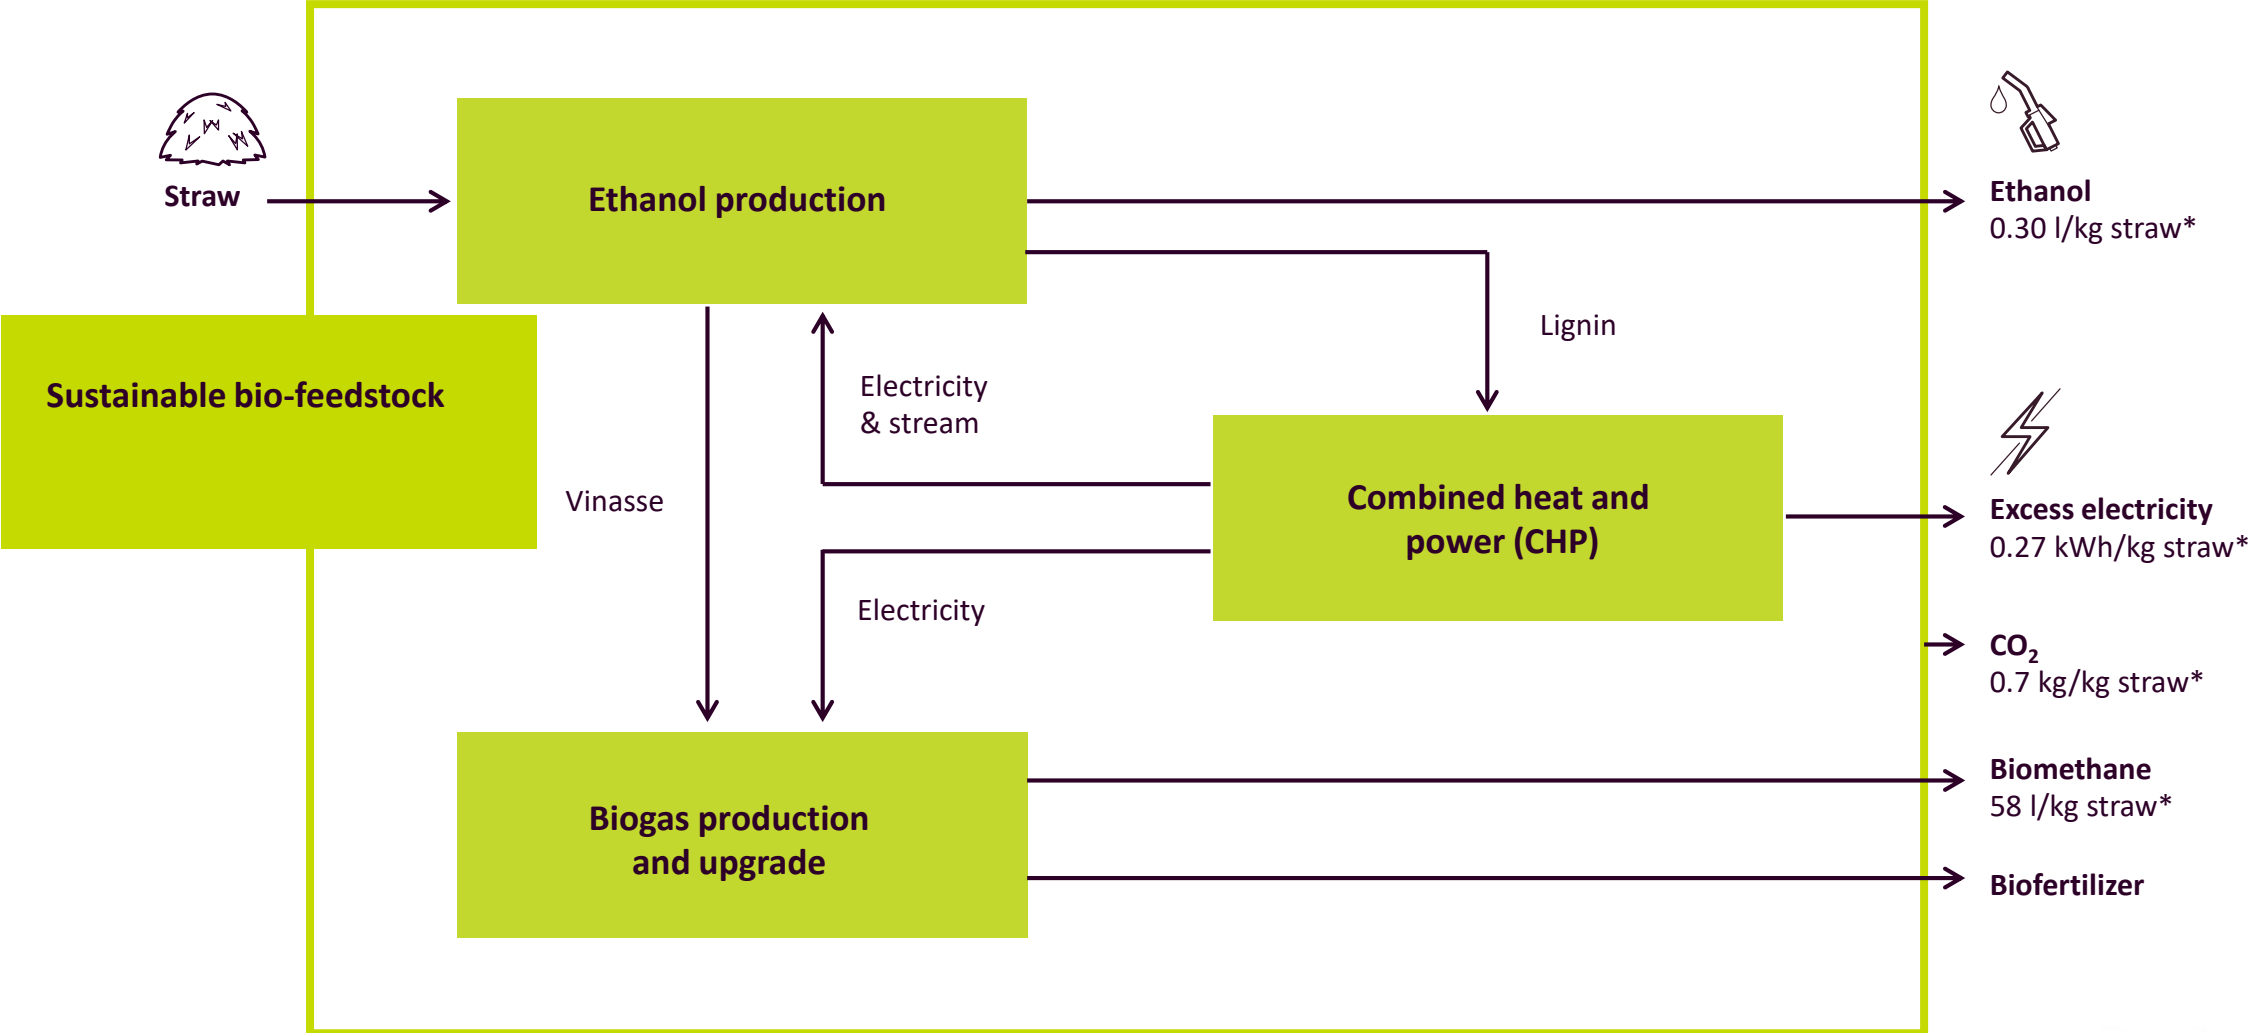 Straw
Ethanol production
Ethanol
0.30 l/kg straw*
Lignin
Sustainable bio-feedstock
Electricity
& stream
Vinasse
Combined heat and
power (CHP)
Excess electricity
0.27 kWh/kg straw*
Electricity
CO₂
0.7 kg/kg straw*
Biogas production
and upgrade
Biomethane
58 l/kg straw*
Biofertilizer